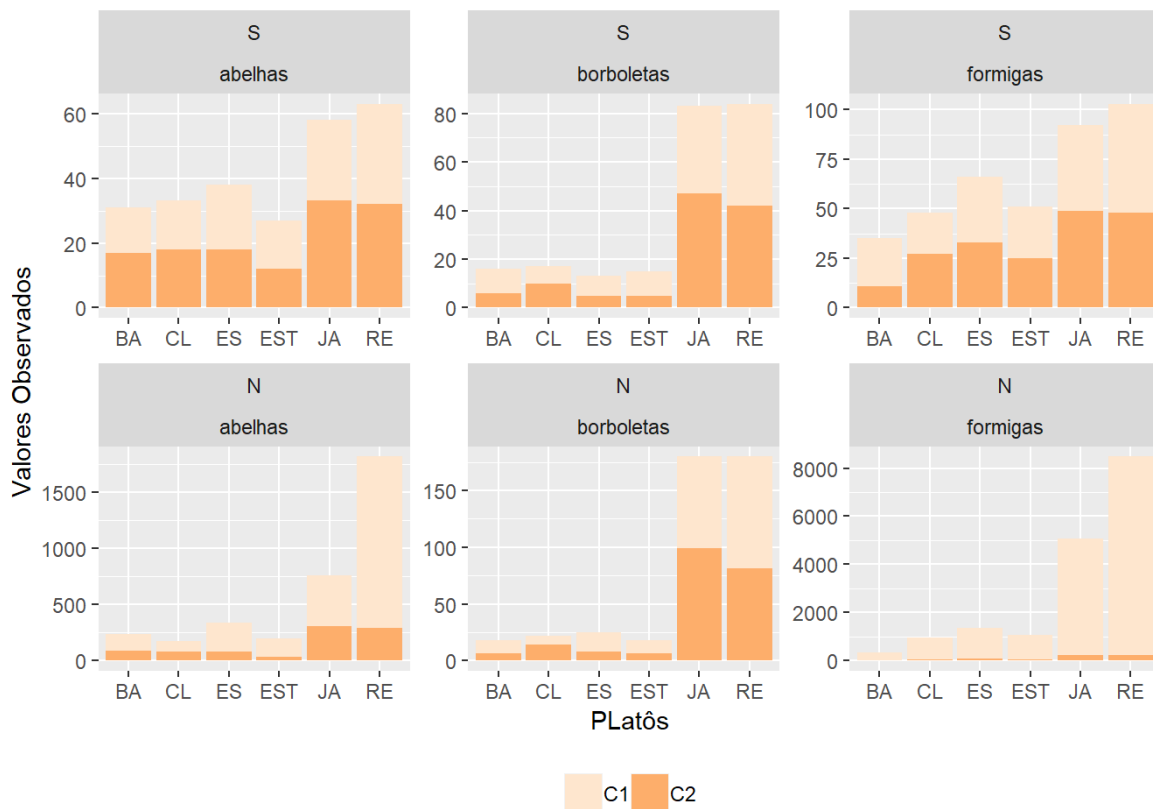 S S S
abelhas borboletas formigas
60 80 100
40 60 75
20 40 50
0 20 25
0 0
BA CL ES EST JA RE BA CL ES EST JA RE BA CL ES EST JA RE
Valores Observados
N N N
abelhas borboletas formigas
1500 150 8000
1000 100 6000
500 50 4000
0 0 2000
0
BA CL ES EST JA RE BA CL ES EST JA RE BA CL ES EST JA RE
PLatôs
C1 C2